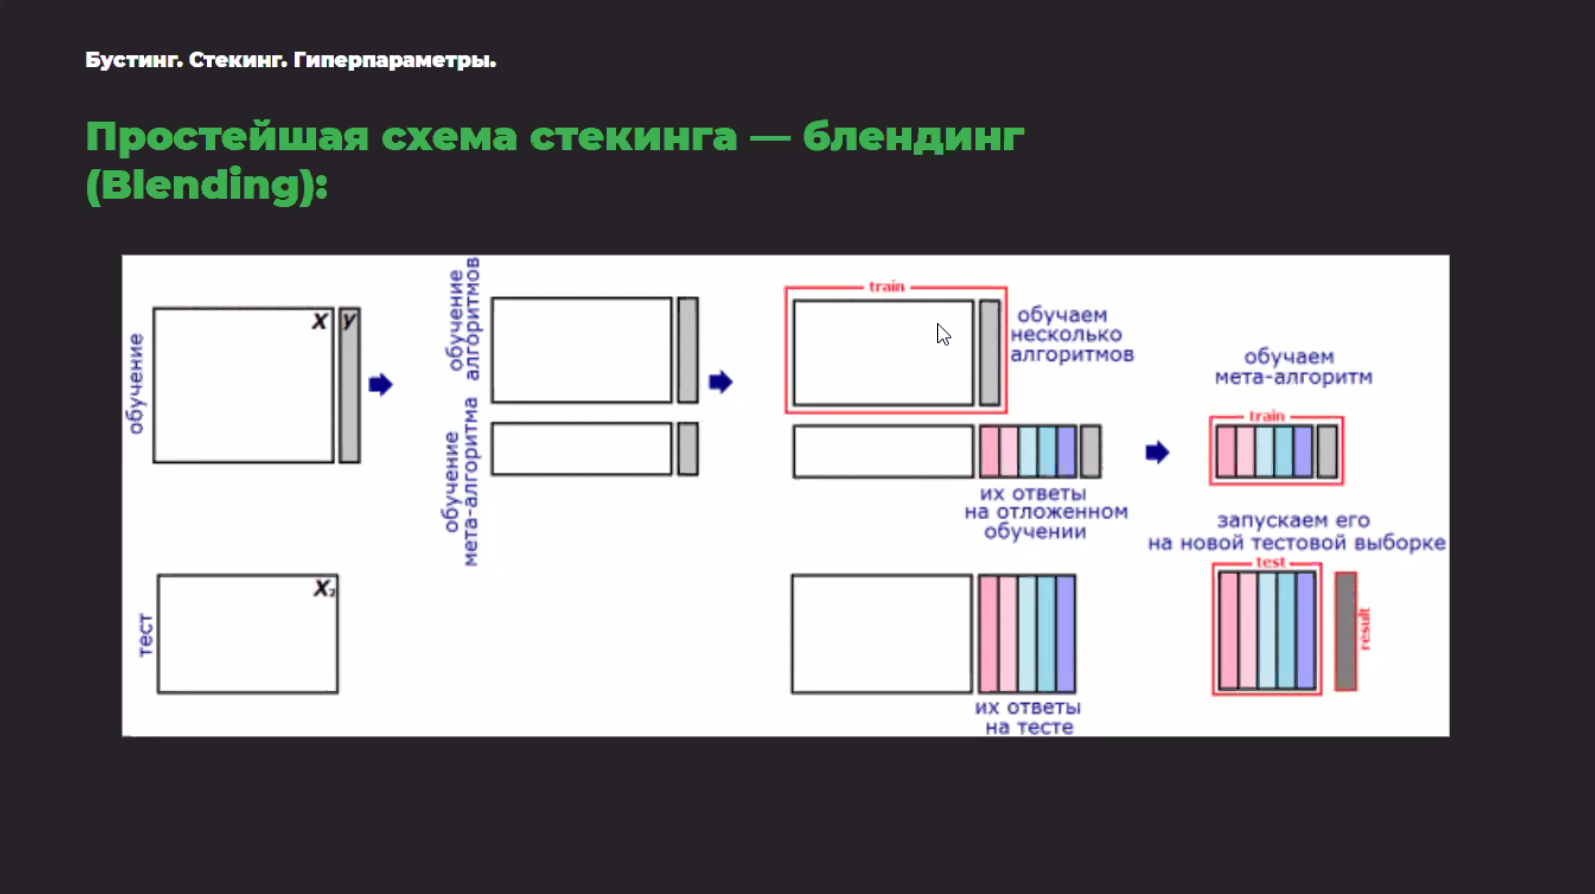 Бустинг. Стекинг. Гиперпараметры.
Простейшая схема стекинга — блендинг
(Blending):
обучение
X
y
обучение
алгоритмов
обучение
мета-алгоритма
train
обучаем
несколько
алгоритмов
их ответы
на отложенном
обучении
обучаем
мета-алгоритм
train
запускаем его
на новой тестовой выборке
test
result
тест
X₂
их ответы
на тесте